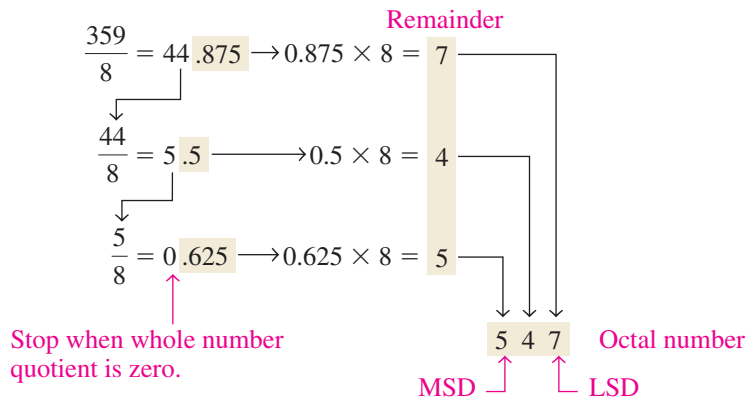 Remainder
359/8 = 44 .875 → 0.875 × 8 = 7
44/8 = 5 .5 → 0.5 × 8 = 4
5/8 = 0 .625 → 0.625 × 8 = 5
Stop when whole number
quotient is zero.
5 4 7 Octal number
MSD LSD